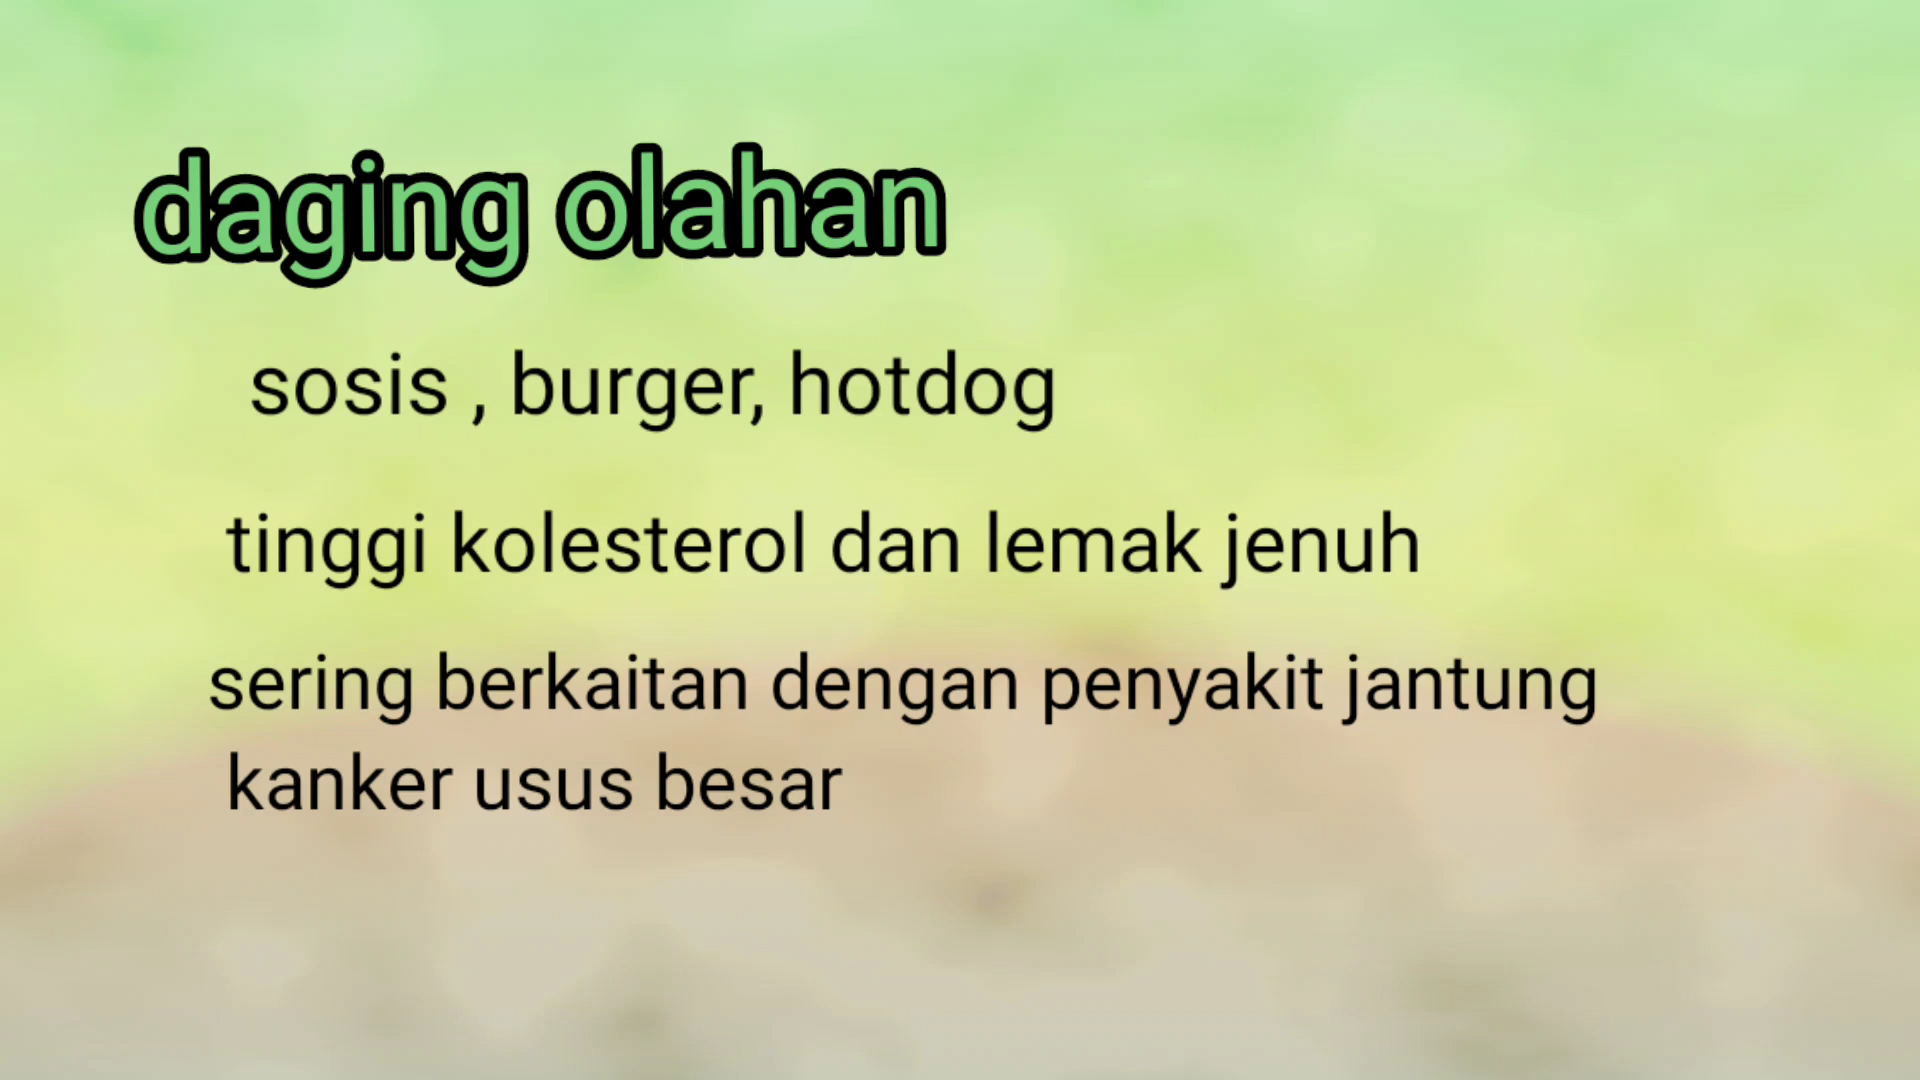 daging olahan
sosis , burger, hotdog
tinggi kolesterol dan lemak jenuh
sering berkaitan dengan penyakit jantung
kanker usus besar